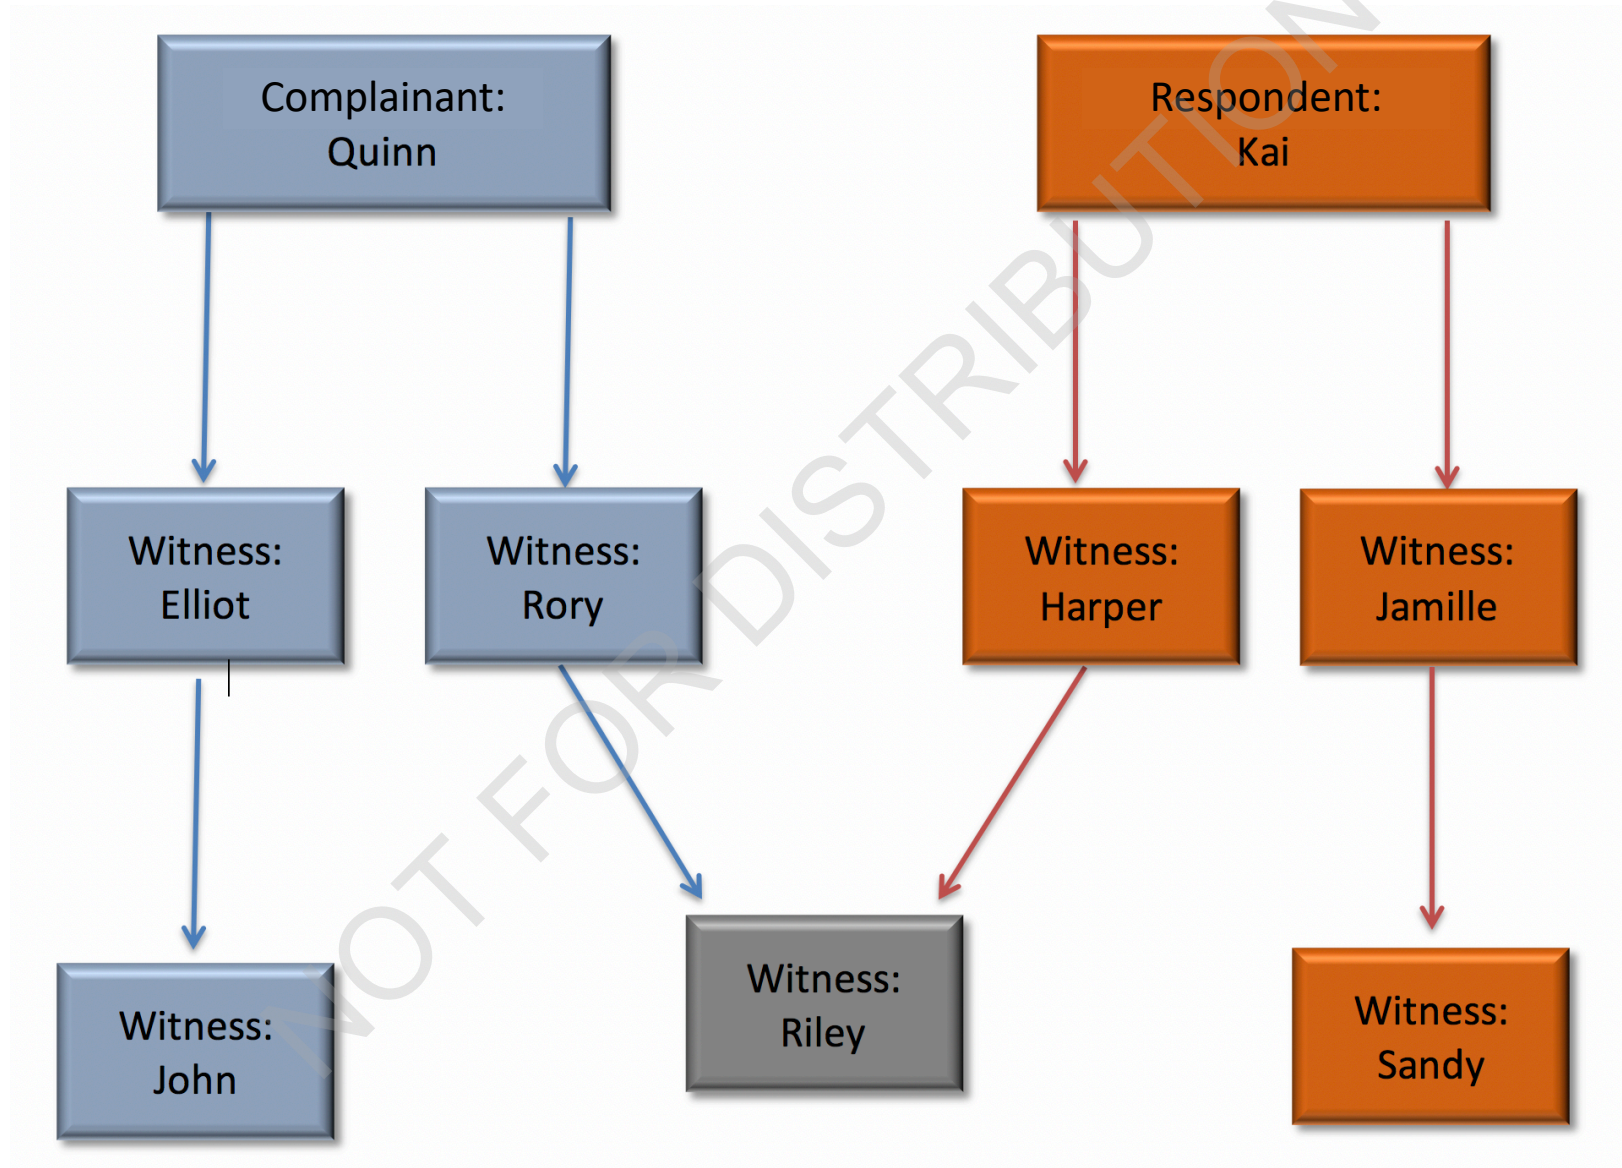 Complainant:
Quinn
Respondent:
Kai
Witness:
Elliot
Witness:
Rory
Witness:
Harper
Witness:
Jamille
Witness:
John
Witness:
Riley
Witness:
Sandy
NOT FOR DISTRIBUTION